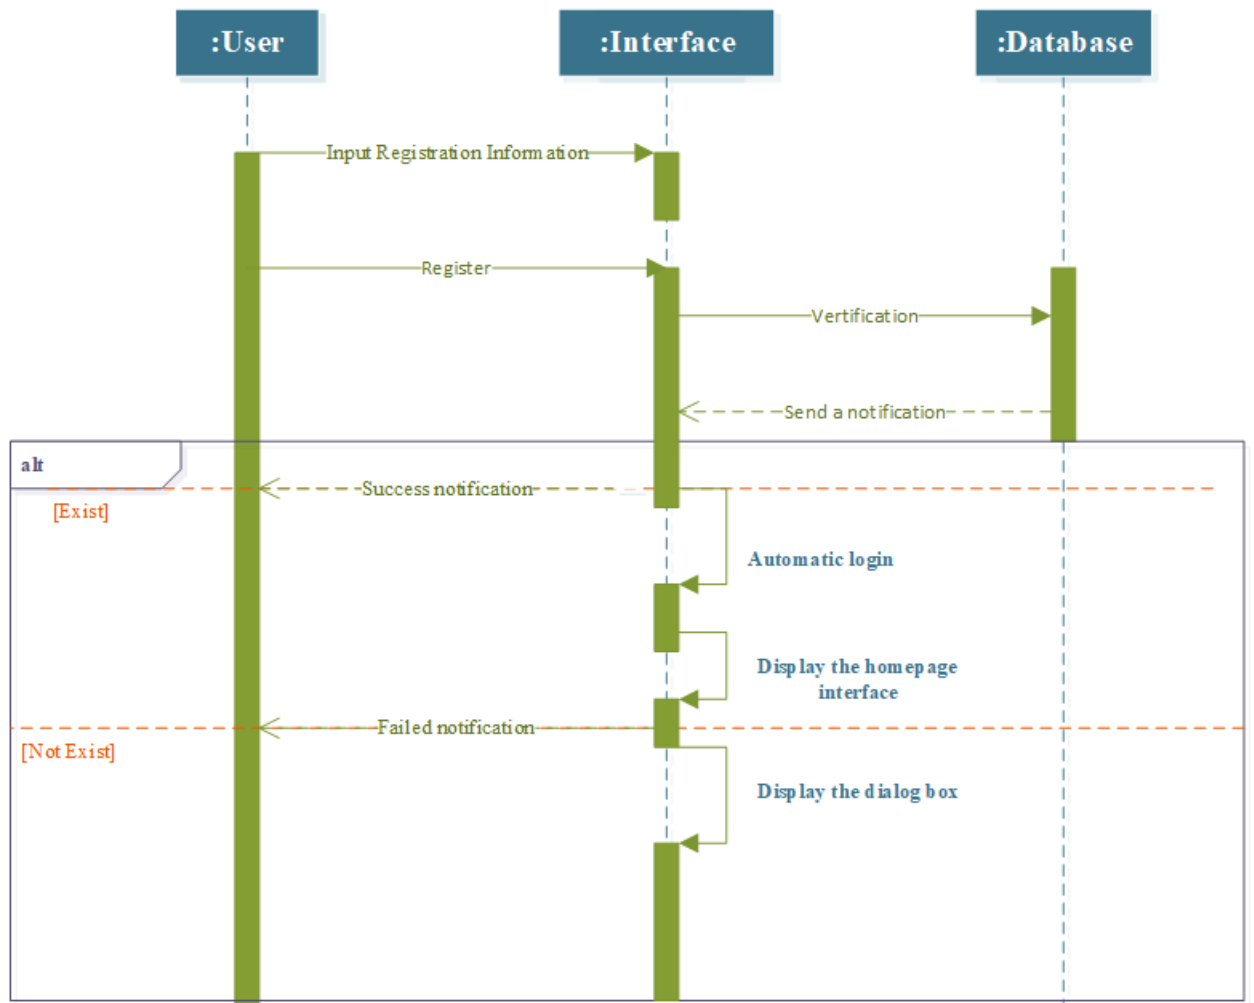 :User
:Interface
:Database
Input Registration Information
Register
Vertification
Send a notification
alt
Success notification
[Exist]
Automatic login
Display the homepage
interface
Failed notification
[Not Exist]
Display the dialog box